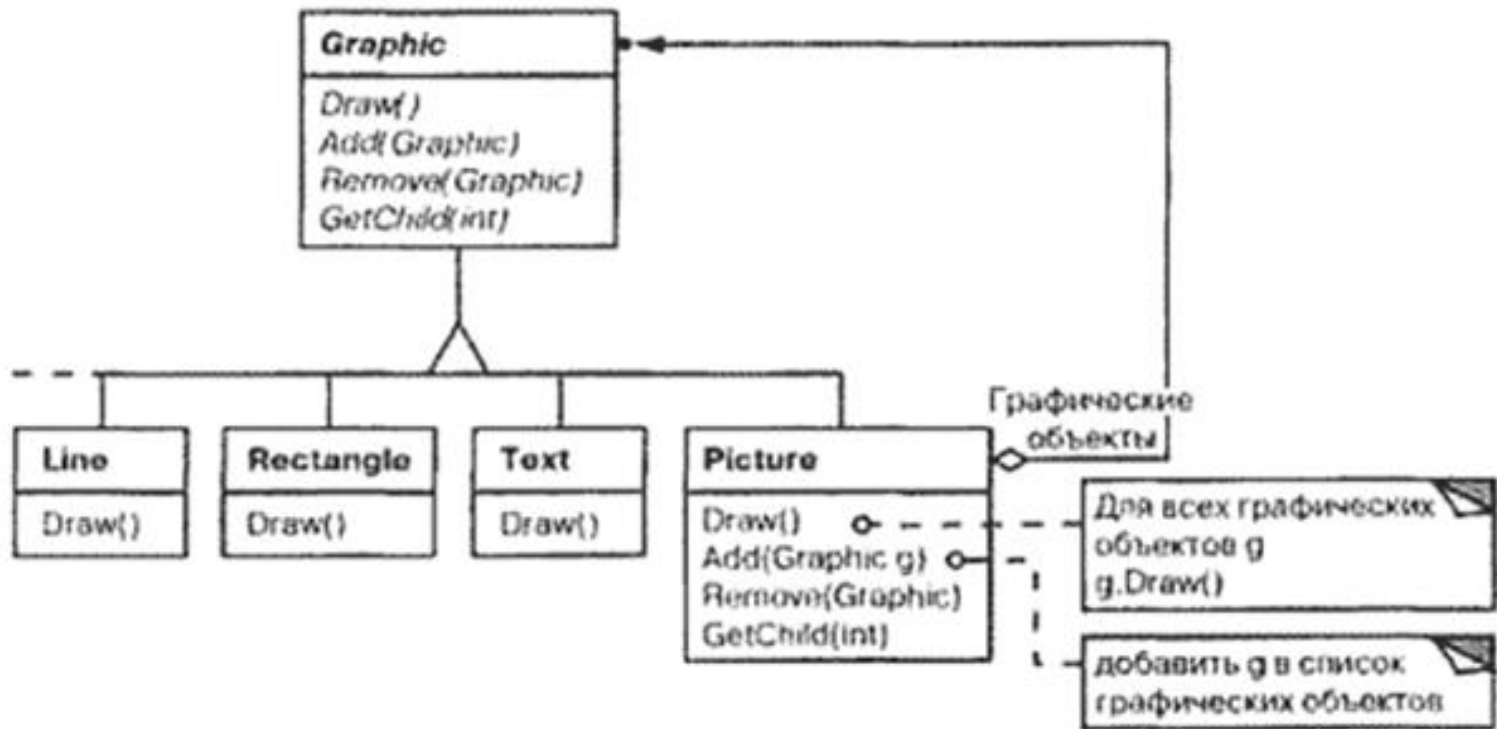 Graphic
Draw()
Add(Graphic)
Remove(Graphic)
GetChild(int)
Графические
объекты
Line
Draw()
Rectangle
Draw()
Text
Draw()
Picture
Draw()
Add(Graphic g)
Remove(Graphic)
GetChild(int)
Для всех графических
объектов g
g.Draw()
добавить g в список
графических объектов